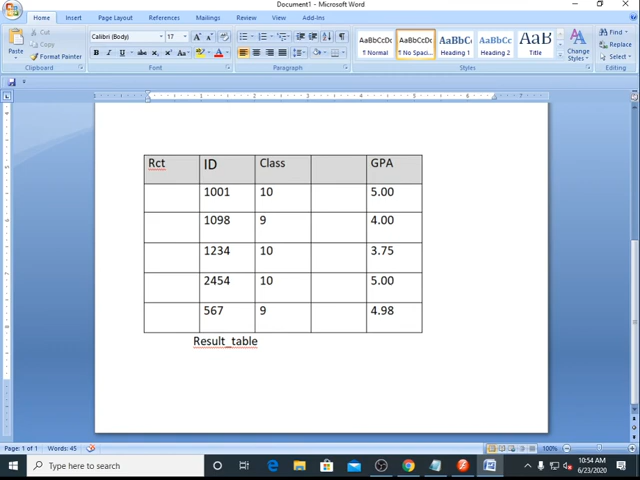 Document1 - Microsoft Word
Home Insert Page Layout References Mailings Review View Add-Ins
Paste
Cut
Copy
Format Painter
Clipboard
Calibri (Body) 17
Font
Paragraph
AaBbCcDc AaBbCcDc AaBbC AaBbCc AaB
¶ Normal ¶ No Spaci... Heading 1 Heading 2 Title
Change Styles
Styles
Find
Replace
Select
Editing
Rct ID Class GPA
1001 10 5.00
1098 9 4.00
1234 10 3.75
2454 10 5.00
567 9 4.98
Result_table
Page: 1 of 1 Words: 45 100%
Type here to search
10:54 AM
6/23/2020